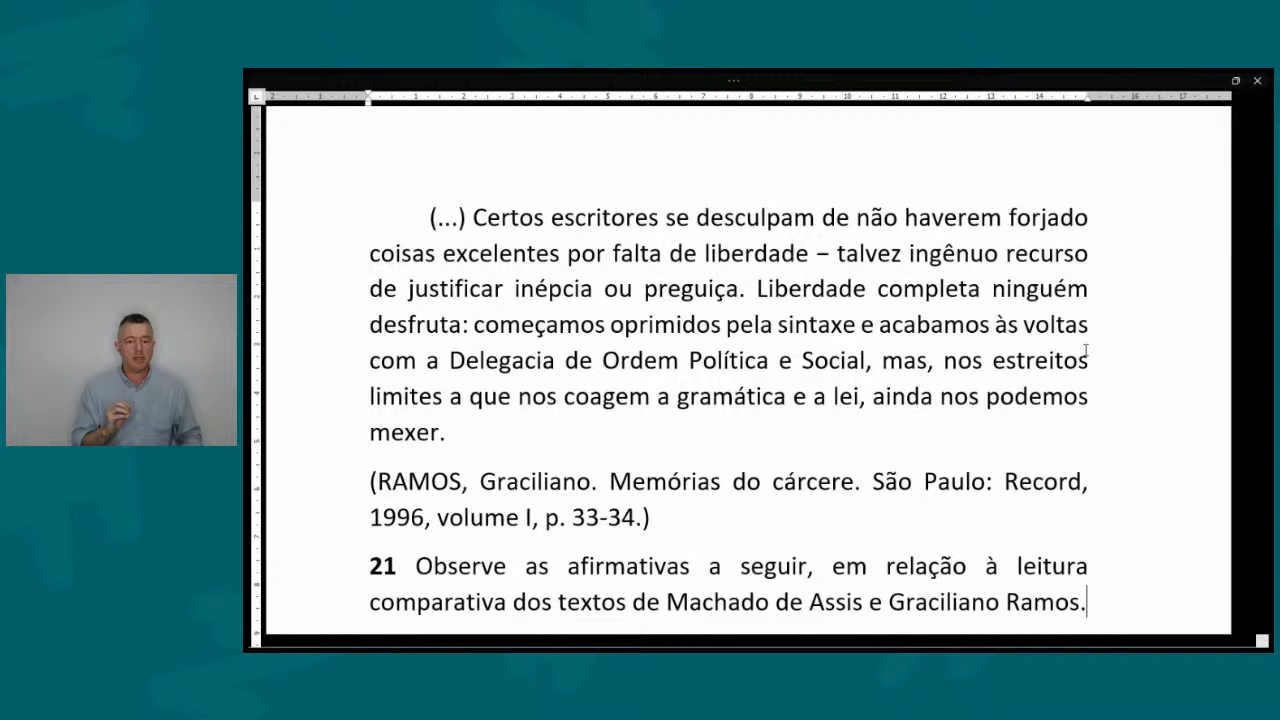 (...) Certos escritores se desculpam de não haverem forjado
coisas excelentes por falta de liberdade − talvez ingênuo recurso
de justificar inépcia ou preguiça. Liberdade completa ninguém
desfruta: começamos oprimidos pela sintaxe e acabamos às voltas
com a Delegacia de Ordem Política e Social, mas, nos estreitos
limites a que nos coagem a gramática e a lei, ainda nos podemos
mexer.
(RAMOS, Graciliano. Memórias do cárcere. São Paulo: Record,
1996, volume I, p. 33-34.)
21 Observe as afirmativas a seguir, em relação à leitura
comparativa dos textos de Machado de Assis e Graciliano Ramos.